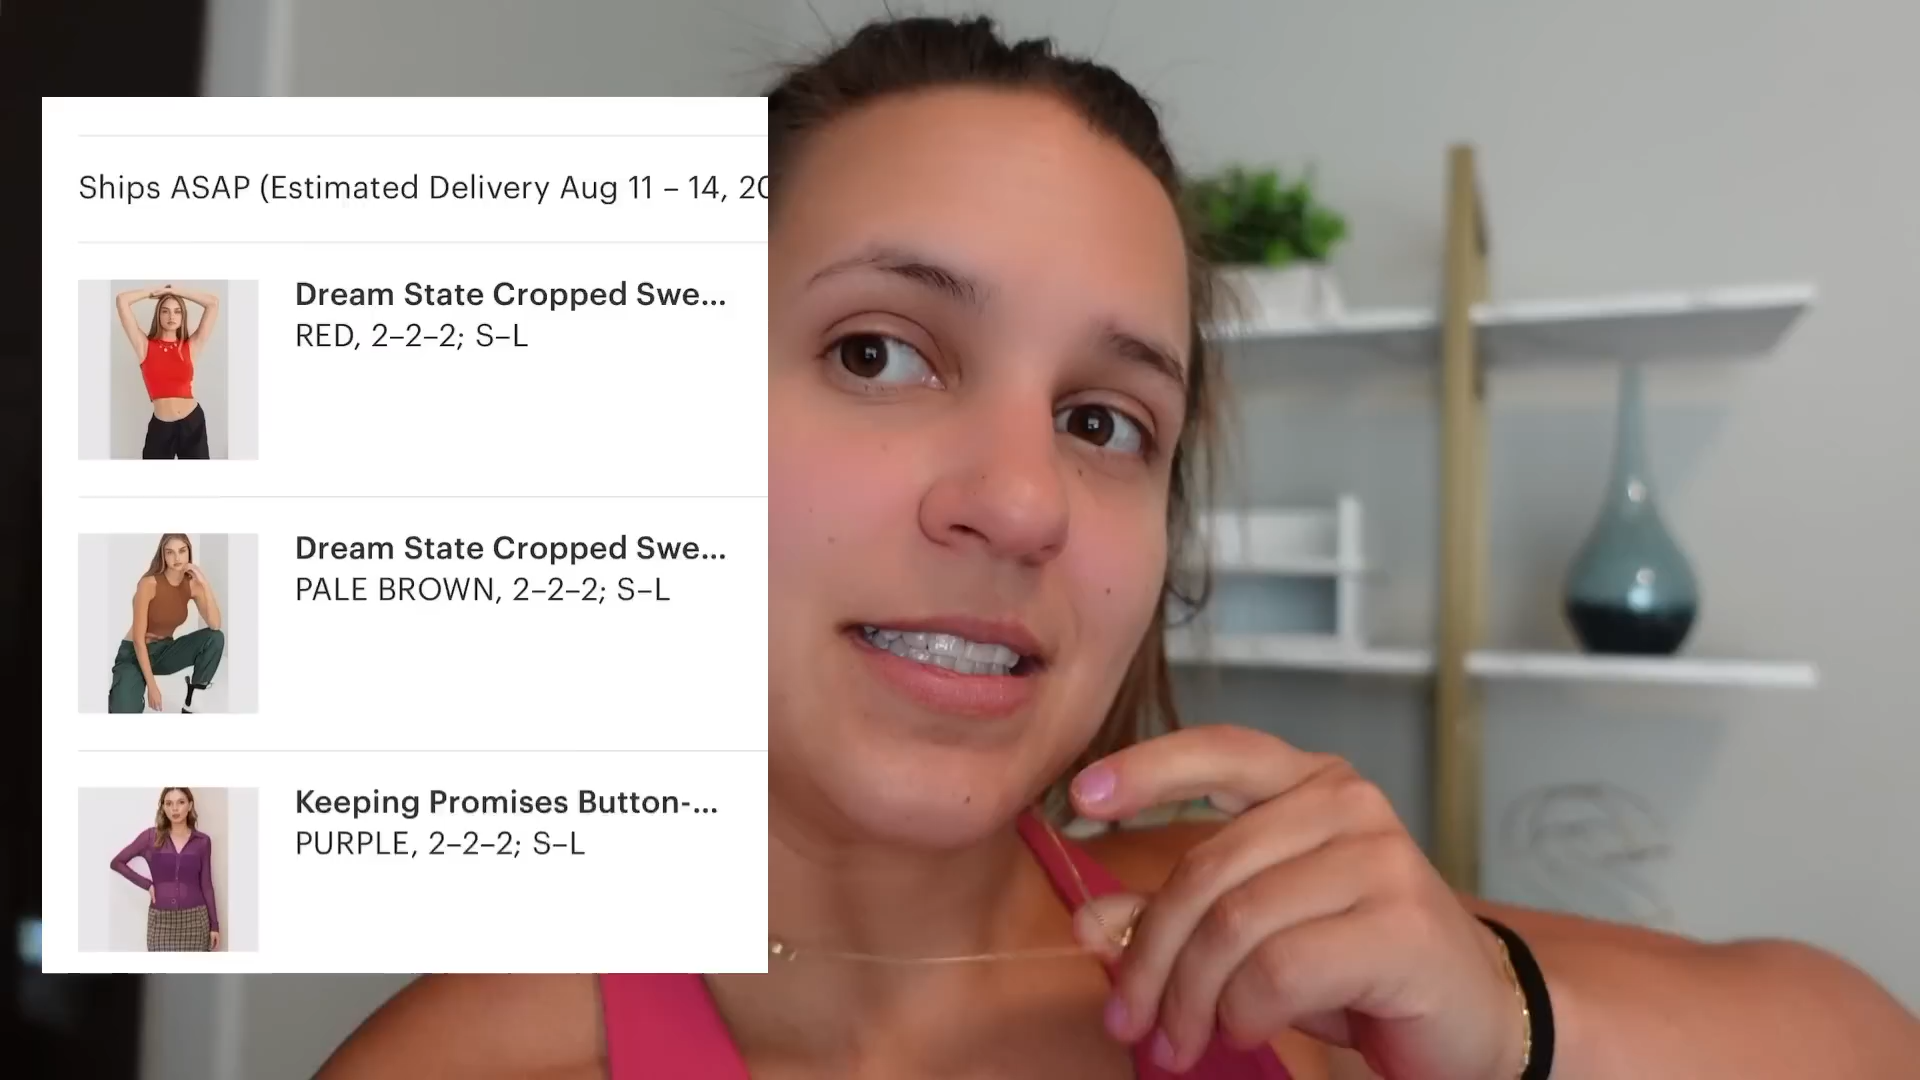 Ships ASAP (Estimated Delivery Aug 11 – 14, 20
Dream State Cropped Swe...
RED, 2–2–2; S–L
Dream State Cropped Swe...
PALE BROWN, 2–2–2; S–L
Keeping Promises Button-...
PURPLE, 2–2–2; S–L